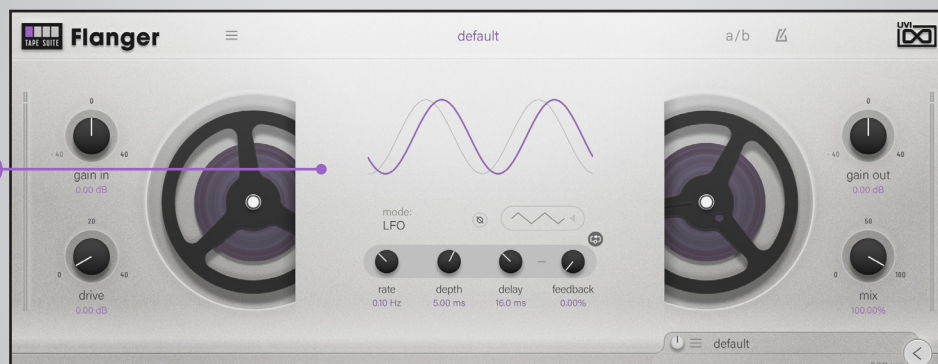 TAPE SUITE Flanger
default
a/b
UVI
0
-40 40
gain in
0.00 dB
20
0 40
drive
0.00 dB
mode:
LFO
rate depth delay feedback
0.10 Hz 5.00 ms 16.0 ms 0.00%
0
-40 40
gain out
0.00 dB
50
0 100
mix
100.00%
default